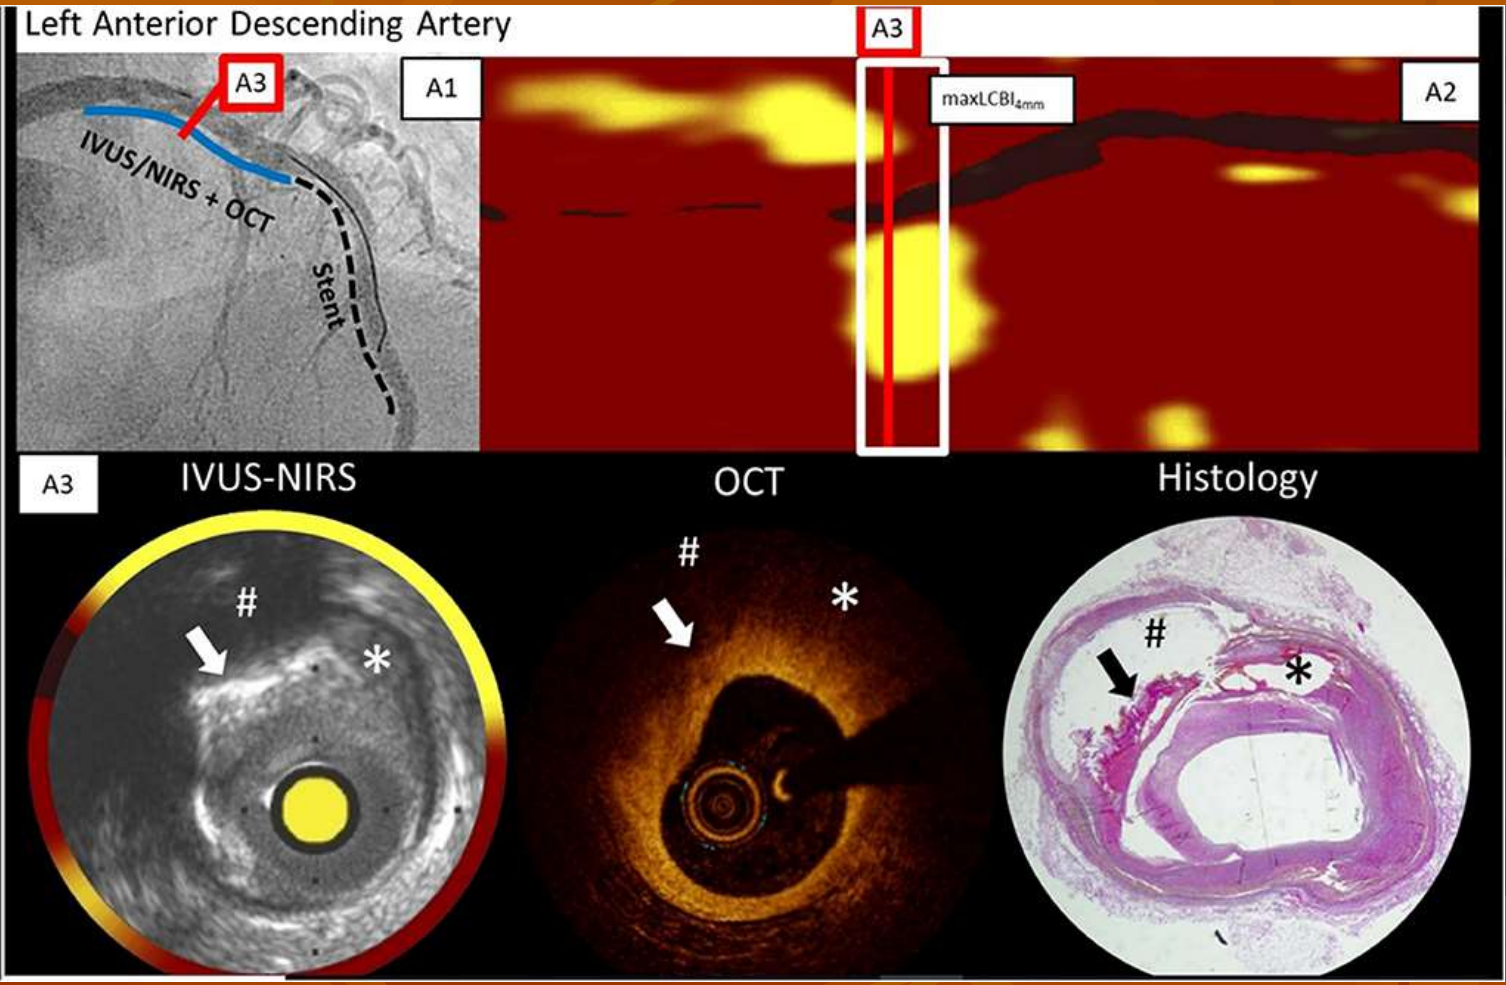 Left Anterior Descending Artery
A3
A3
A1
maxLCBI4mm
A2
IVUS/NIRS + OCT
Stent
A3
IVUS-NIRS
OCT
Histology
#
*
#
*
#
*